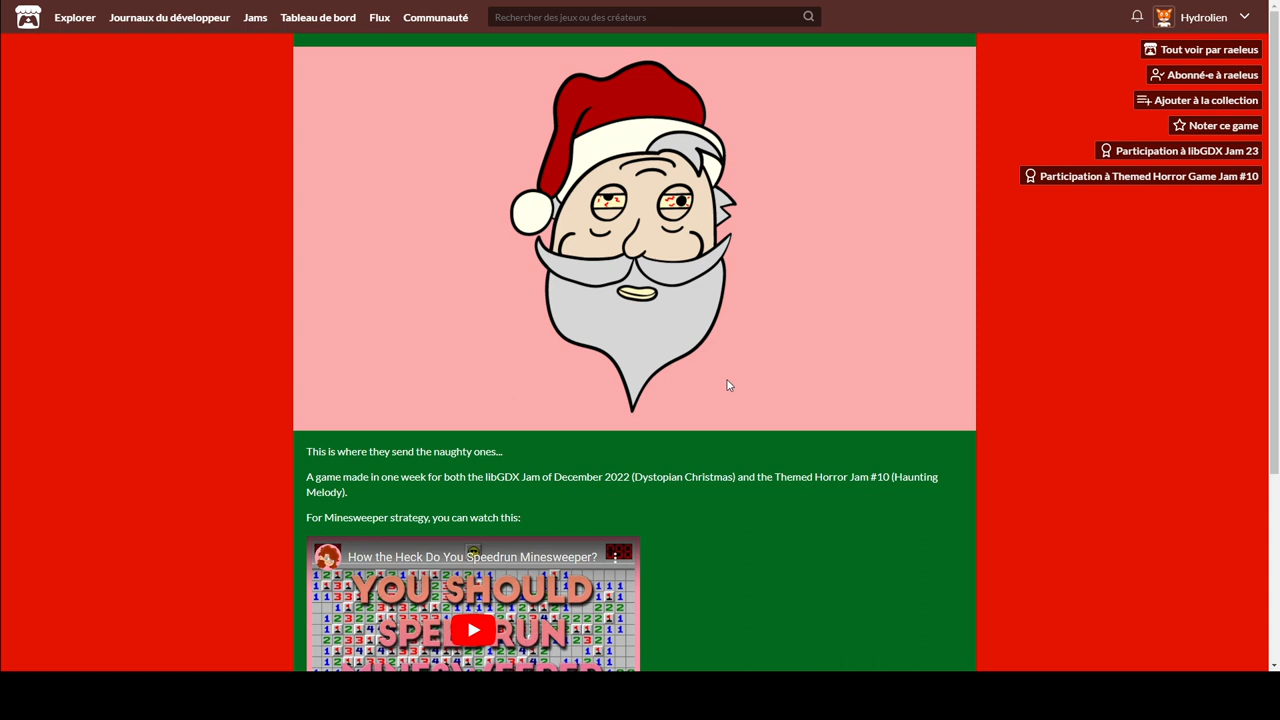 Explorer Journaux du développeur Jams Tableau de bord Flux Communauté Rechercher des jeux ou des créateurs Hydrolien
Tout voir par raeleus
Abonné·e à raeleus
Ajouter à la collection
Noter ce game
Participation à libGDX Jam 23
Participation à Themed Horror Game Jam #10
This is where they send the naughty ones...
A game made in one week for both the libGDX Jam of December 2022 (Dystopian Christmas) and the Themed Horror Jam #10 (Haunting
Melody).
For Minesweeper strategy, you can watch this:
How the Heck Do You Speedrun Minesweeper?
YOU SHOULD
SPEEDRUN
MINESWEEPER